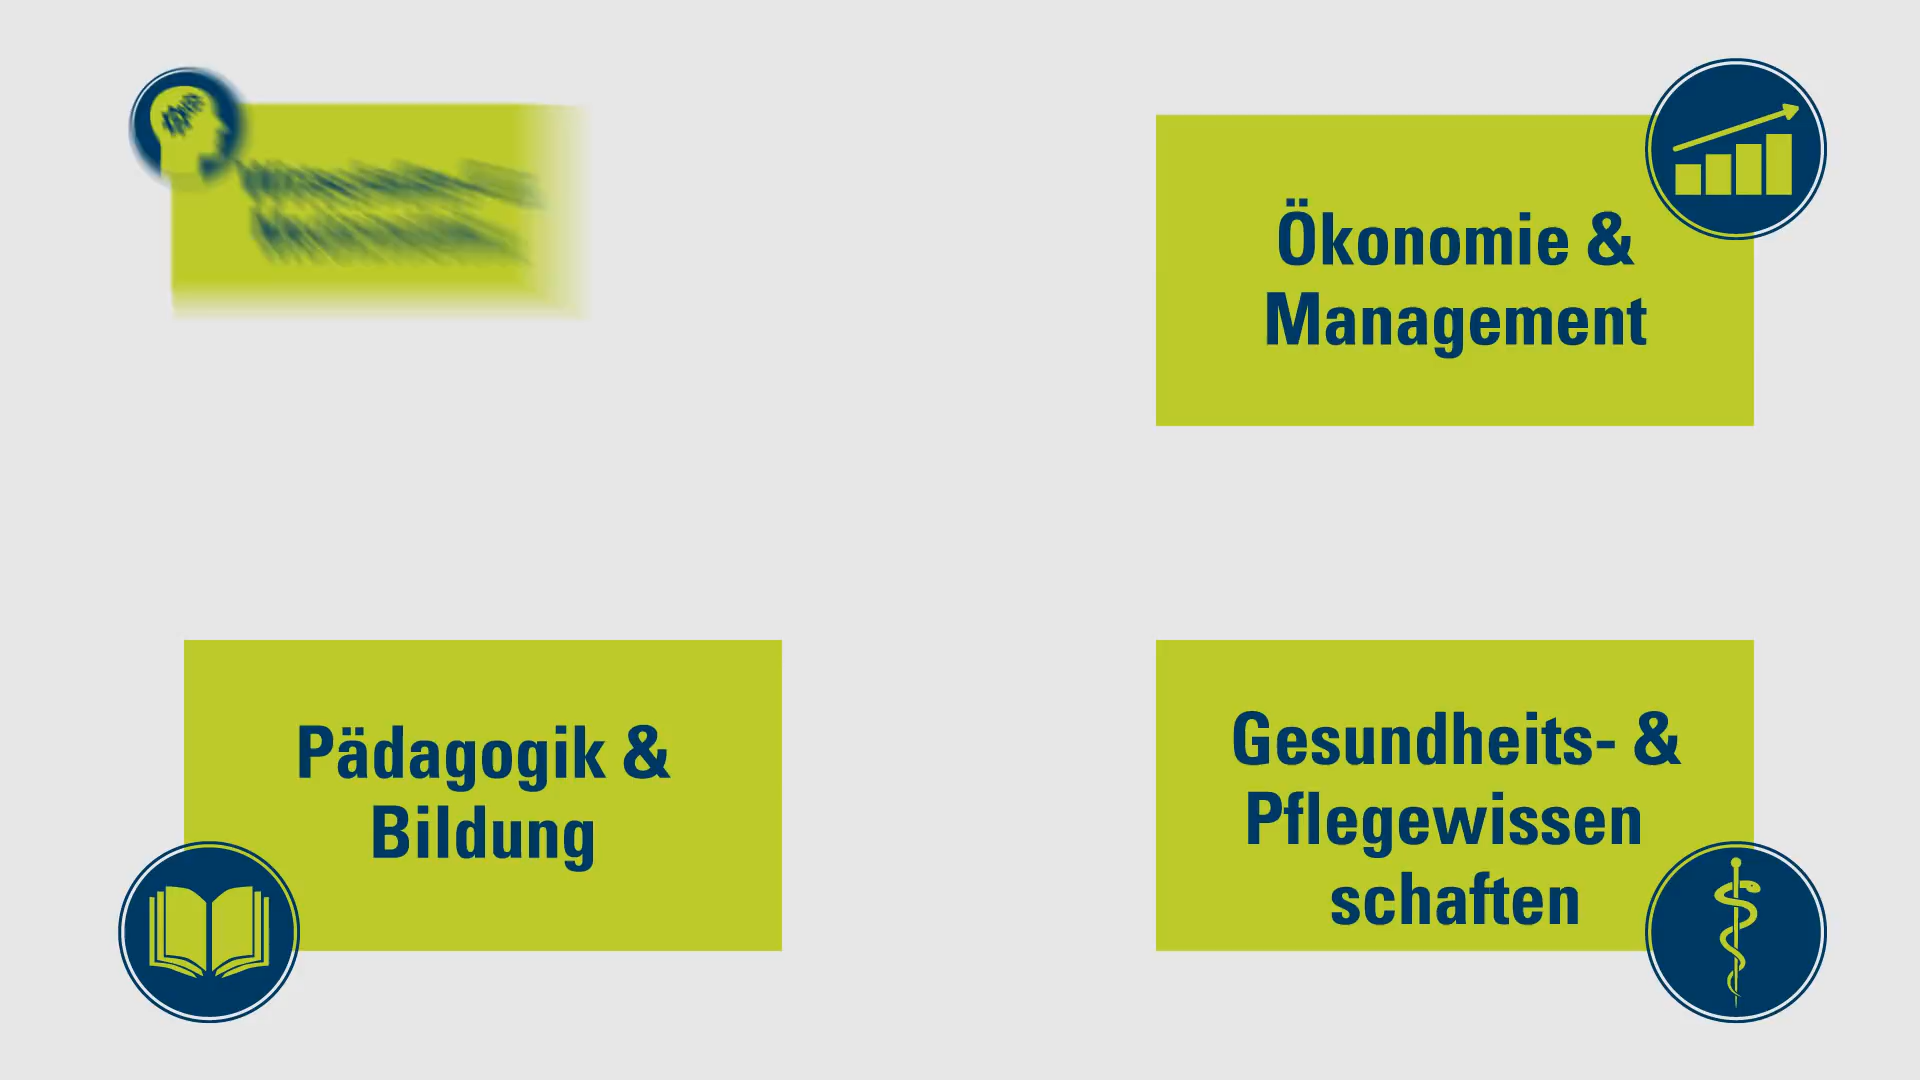 Ökonomie &
Management
Pädagogik &
Bildung
Gesundheits- &
Pflegewissen
schaften